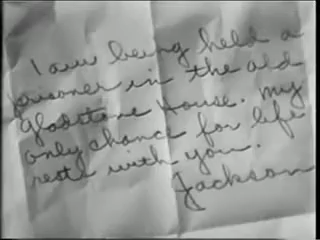 I am being held a
prisoner in the old
Gladstone House. My
only chance for life
rests with you.
Jackson